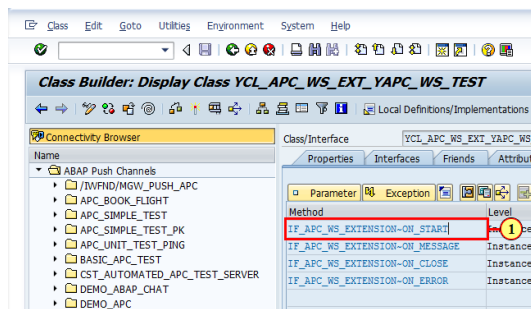 Class Edit Goto Utilities Environment System Help
Class Builder: Display Class YCL_APC_WS_EXT_YAPC_WS_TEST
Local Definitions/Implementations
Connectivity Browser
Class/Interface YCL_APC_WS_EXT_YAPC_WS
Name
Properties Interfaces Friends Attribu
ABAP Push Channels
/IWFND/MGW_PUSH_APC
Parameter Exception
APC_BOOK_FLIGHT
APC_SIMPLE_TEST
Method Level
APC_SIMPLE_TEST_PK
IF_APC_WS_EXTENSION~ON_START 1
APC_UNIT_TEST_PING
IF_APC_WS_EXTENSION~ON_MESSAGE Instance
BASIC_APC_TEST
IF_APC_WS_EXTENSION~ON_CLOSE Instance
CST_AUTOMATED_APC_TEST_SERVER
IF_APC_WS_EXTENSION~ON_ERROR Instance
DEMO_ABAP_CHAT
DEMO_APC